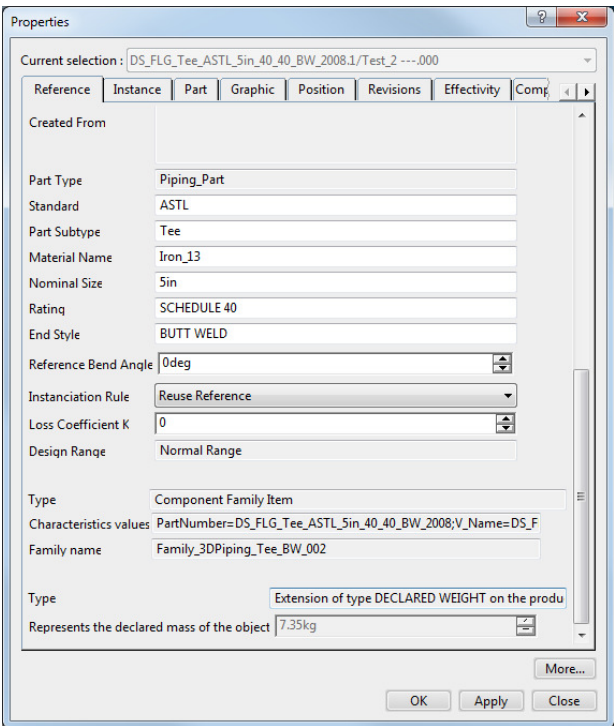 Properties
Current selection : DS_FLG_Tee_ASTL_5in_40_40_BW_2008.1/Test_2 ---.000
Reference Instance Part Graphic Position Revisions Effectivity Comp
Created From
Part Type Piping_Part
Standard ASTL
Part Subtype Tee
Material Name Iron_13
Nominal Size 5in
Rating SCHEDULE 40
End Style BUTT WELD
Reference Bend Angle 0deg
Instanciation Rule Reuse Reference
Loss Coefficient K 0
Design Range Normal Range
Type Component Family Item
Characteristics values PartNumber=DS_FLG_Tee_ASTL_5in_40_40_BW_2008;V_Name=DS_F
Family name Family_3DPiping_Tee_BW_002
Type Extension of type DECLARED WEIGHT on the produ
Represents the declared mass of the object 7.35kg
More...
OK Apply Close